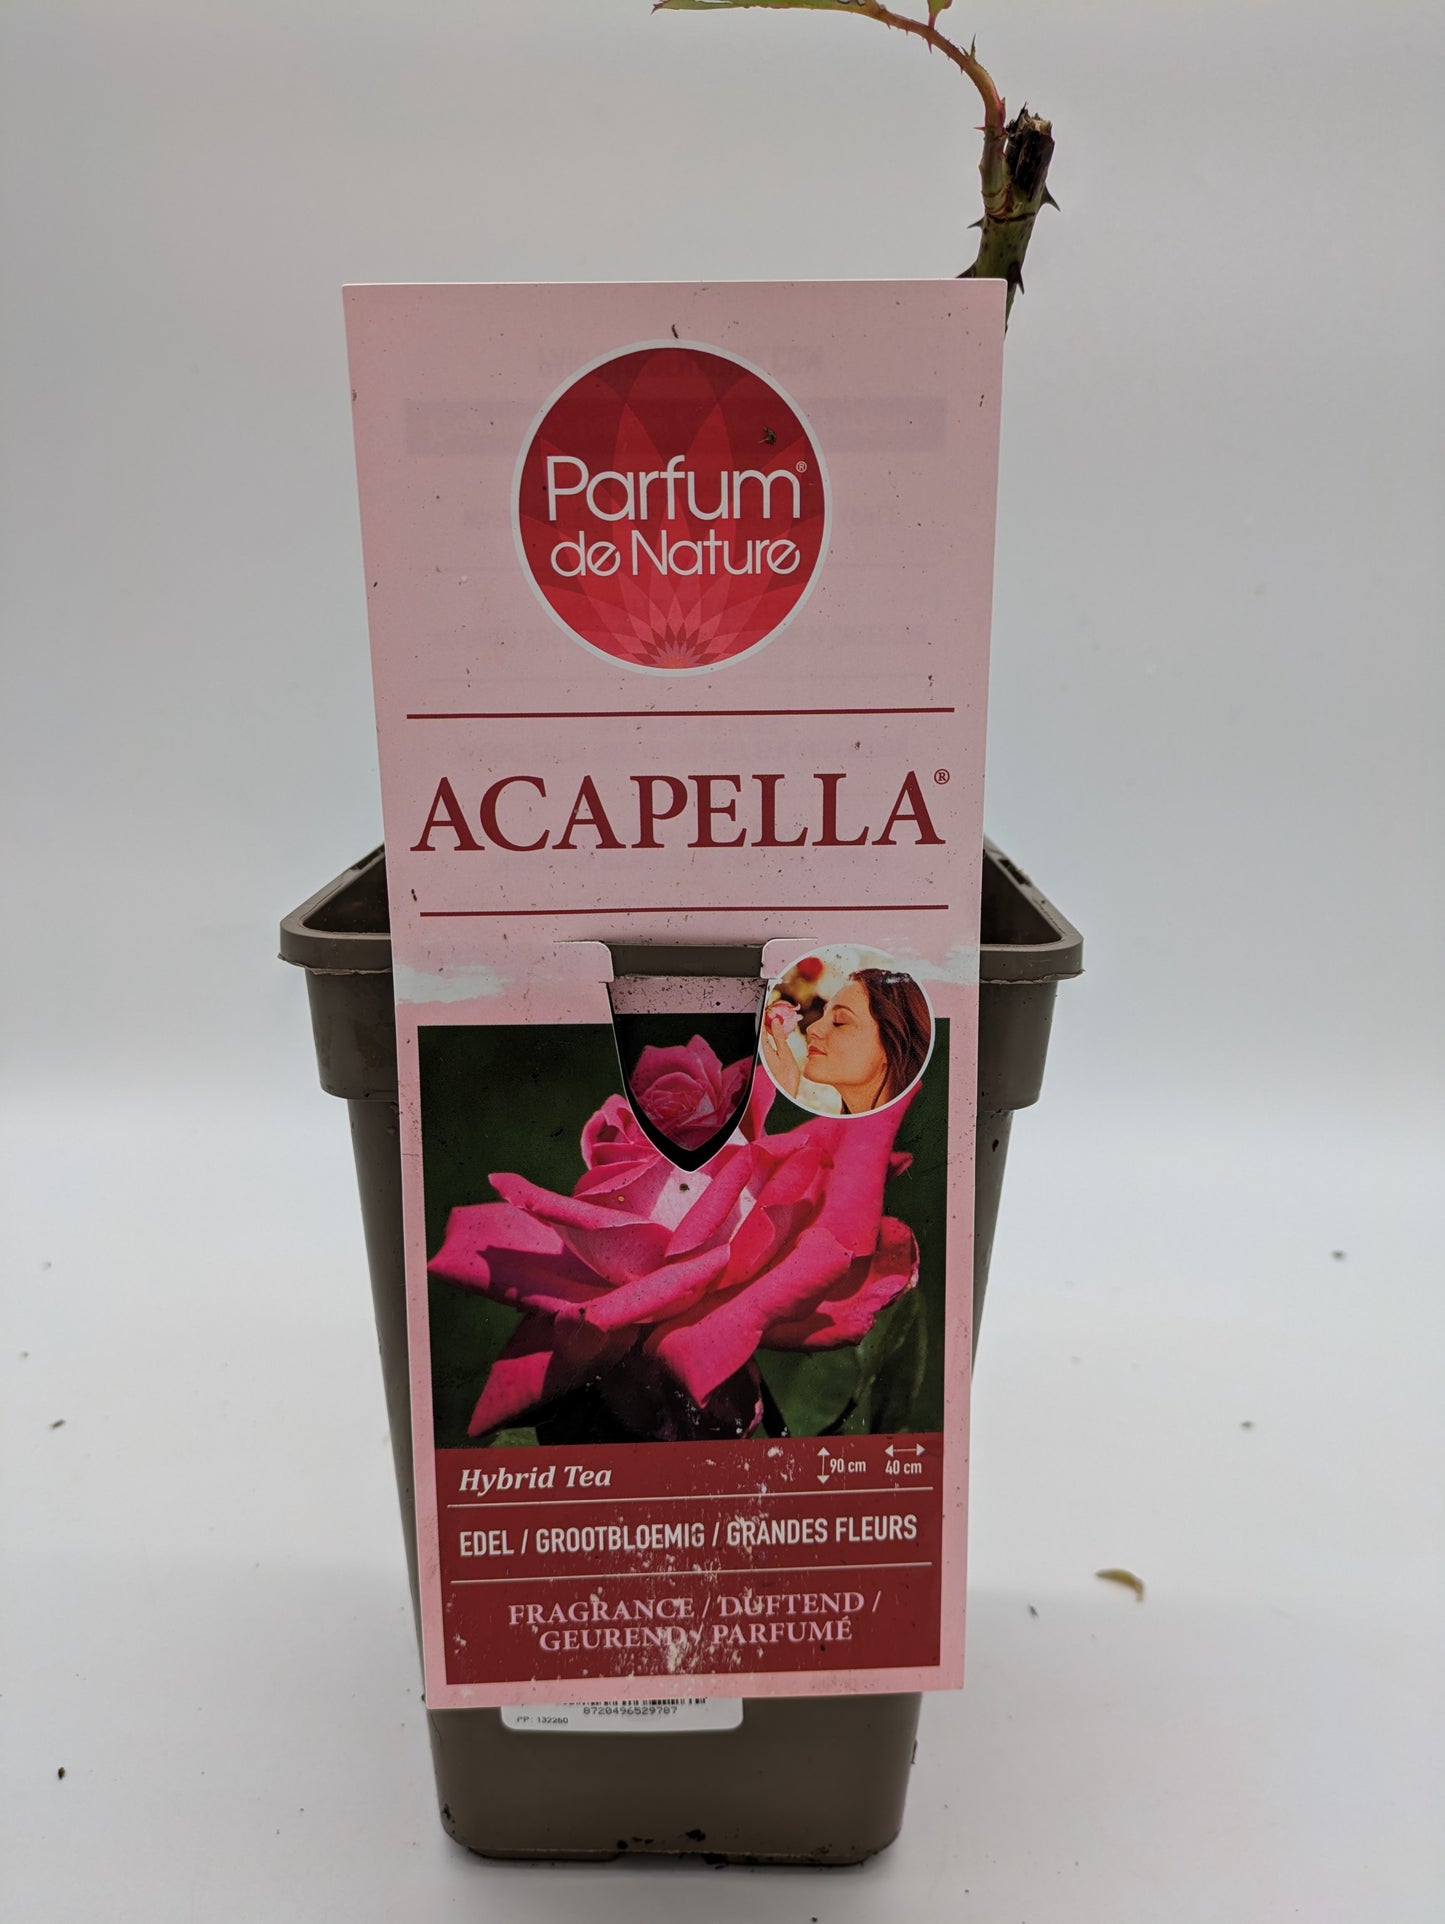 Parfum®
de Nature
ACAPELLA®
Hybrid Tea
90 cm 40 cm
EDEL / GROOTBLOEMIG / GRANDES FLEURS
FRAGRANCE / DUFTEND /
GEUREND / PARFUMÉ
8720496529787
PP: 132260